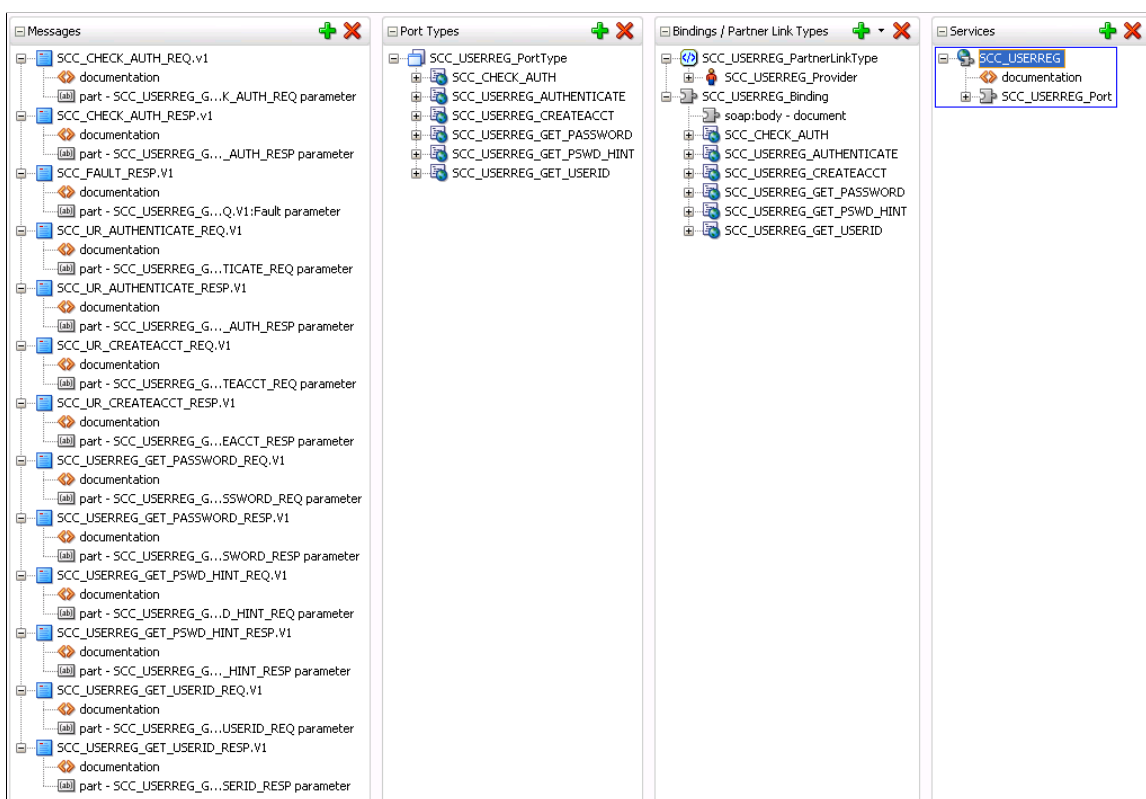 Messages
SCC_CHECK_AUTH_REQ.v1
documentation
part - SCC_USERREG_G...K_AUTH_REQ parameter
SCC_CHECK_AUTH_RESP.v1
documentation
part - SCC_USERREG_G..._AUTH_RESP parameter
SCC_FAULT_RESP.V1
documentation
part - SCC_USERREG_G...Q.V1:Fault parameter
SCC_UR_AUTHENTICATE_REQ.V1
documentation
part - SCC_USERREG_G...TICATE_REQ parameter
SCC_UR_AUTHENTICATE_RESP.V1
documentation
part - SCC_USERREG_G..._AUTH_RESP parameter
SCC_UR_CREATEACCT_REQ.V1
documentation
part - SCC_USERREG_G...TEACCT_REQ parameter
SCC_UR_CREATEACCT_RESP.V1
documentation
part - SCC_USERREG_G...EACCT_RESP parameter
SCC_USERREG_GET_PASSWORD_REQ.V1
documentation
part - SCC_USERREG_G...SSWORD_REQ parameter
SCC_USERREG_GET_PASSWORD_RESP.V1
documentation
part - SCC_USERREG_G...SWORD_RESP parameter
SCC_USERREG_GET_PSWD_HINT_REQ.V1
documentation
part - SCC_USERREG_G...D_HINT_REQ parameter
SCC_USERREG_GET_PSWD_HINT_RESP.V1
documentation
part - SCC_USERREG_G..._HINT_RESP parameter
SCC_USERREG_GET_USERID_REQ.V1
documentation
part - SCC_USERREG_G...USERID_REQ parameter
SCC_USERREG_GET_USERID_RESP.V1
documentation
part - SCC_USERREG_G...SERID_RESP parameter
Port Types
SCC_USERREG_PortType
SCC_CHECK_AUTH
SCC_USERREG_AUTHENTICATE
SCC_USERREG_CREATEACCT
SCC_USERREG_GET_PASSWORD
SCC_USERREG_GET_PSWD_HINT
SCC_USERREG_GET_USERID
Bindings / Partner Link Types
SCC_USERREG_PartnerLinkType
SCC_USERREG_Provider
SCC_USERREG_Binding
soap:body - document
SCC_CHECK_AUTH
SCC_USERREG_AUTHENTICATE
SCC_USERREG_CREATEACCT
SCC_USERREG_GET_PASSWORD
SCC_USERREG_GET_PSWD_HINT
SCC_USERREG_GET_USERID
Services
SCC_USERREG
documentation
SCC_USERREG_Port